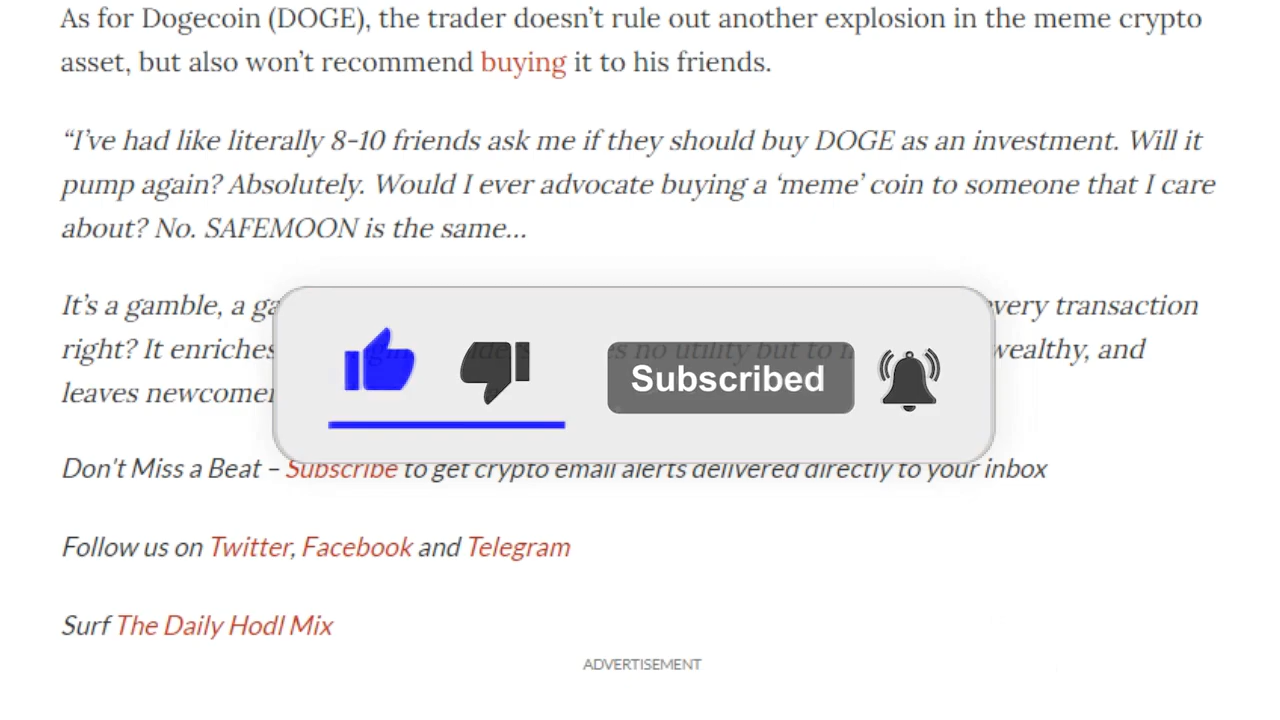 As for Dogecoin (DOGE), the trader doesn’t rule out another explosion in the meme crypto
asset, but also won’t recommend buying it to his friends.
“I’ve had like literally 8-10 friends ask me if they should buy DOGE as an investment. Will it
pump again? Absolutely. Would I ever advocate buying a ‘meme’ coin to someone that I care
about? No. SAFEMOON is the same…
It’s a gamble, a every transaction
right? It enriches no utility but to wealthy, and
leaves
Subscribed
Don’t Miss a Beat – Subscribe to get crypto email alerts delivered directly to your inbox
Follow us on Twitter, Facebook and Telegram
Surf The Daily Hodl Mix
ADVERTISEMENT